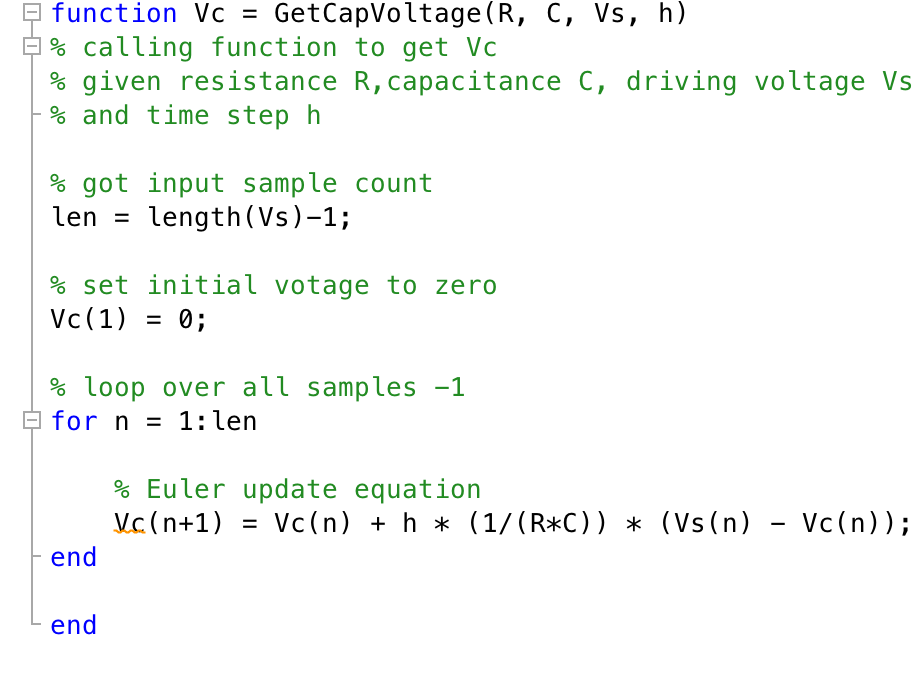 function Vc = GetCapVoltage(R, C, Vs, h)
% calling function to get Vc
% given resistance R,capacitance C, driving voltage Vs
% and time step h
% got input sample count
len = length(Vs)-1;
% set initial votage to zero
Vc(1) = 0;
% loop over all samples -1
for n = 1:len
% Euler update equation
Vc(n+1) = Vc(n) + h * (1/(R*C)) * (Vs(n) - Vc(n));
end
end